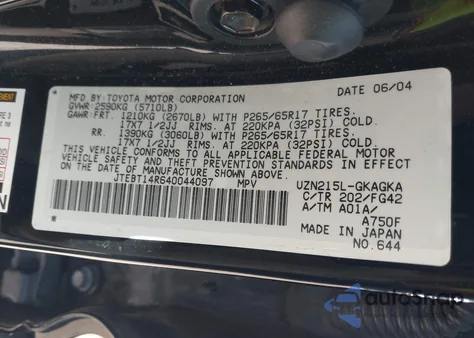 MFD. BY: TOYOTA MOTOR CORPORATION DATE 06/04
GVWR: 2590KG (5710LB)
GAWR: FRT. 1210KG (2670LB) WITH P265/65R17 TIRES.
17X7 1/2JJ RIMS. AT 220KPA (32PSI) COLD.
RR. 1390KG (3060LB) WITH P265/65R17 TIRES.
17X7 1/2JJ RIMS. AT 220KPA (32PSI) COLD.
THIS VEHICLE CONFORMS TO ALL APPLICABLE FEDERAL MOTOR
VEHICLE SAFETY AND THEFT PREVENTION STANDARDS IN EFFECT
ON THE DATE OF MANUFACTURE SHOWN ABOVE.
JTEBT14R640044097 MPV UZN215L-GKAGKA
C/TR 202/FG42
A/TM A01A/
A750F
MADE IN JAPAN
NO.644
autoSnap